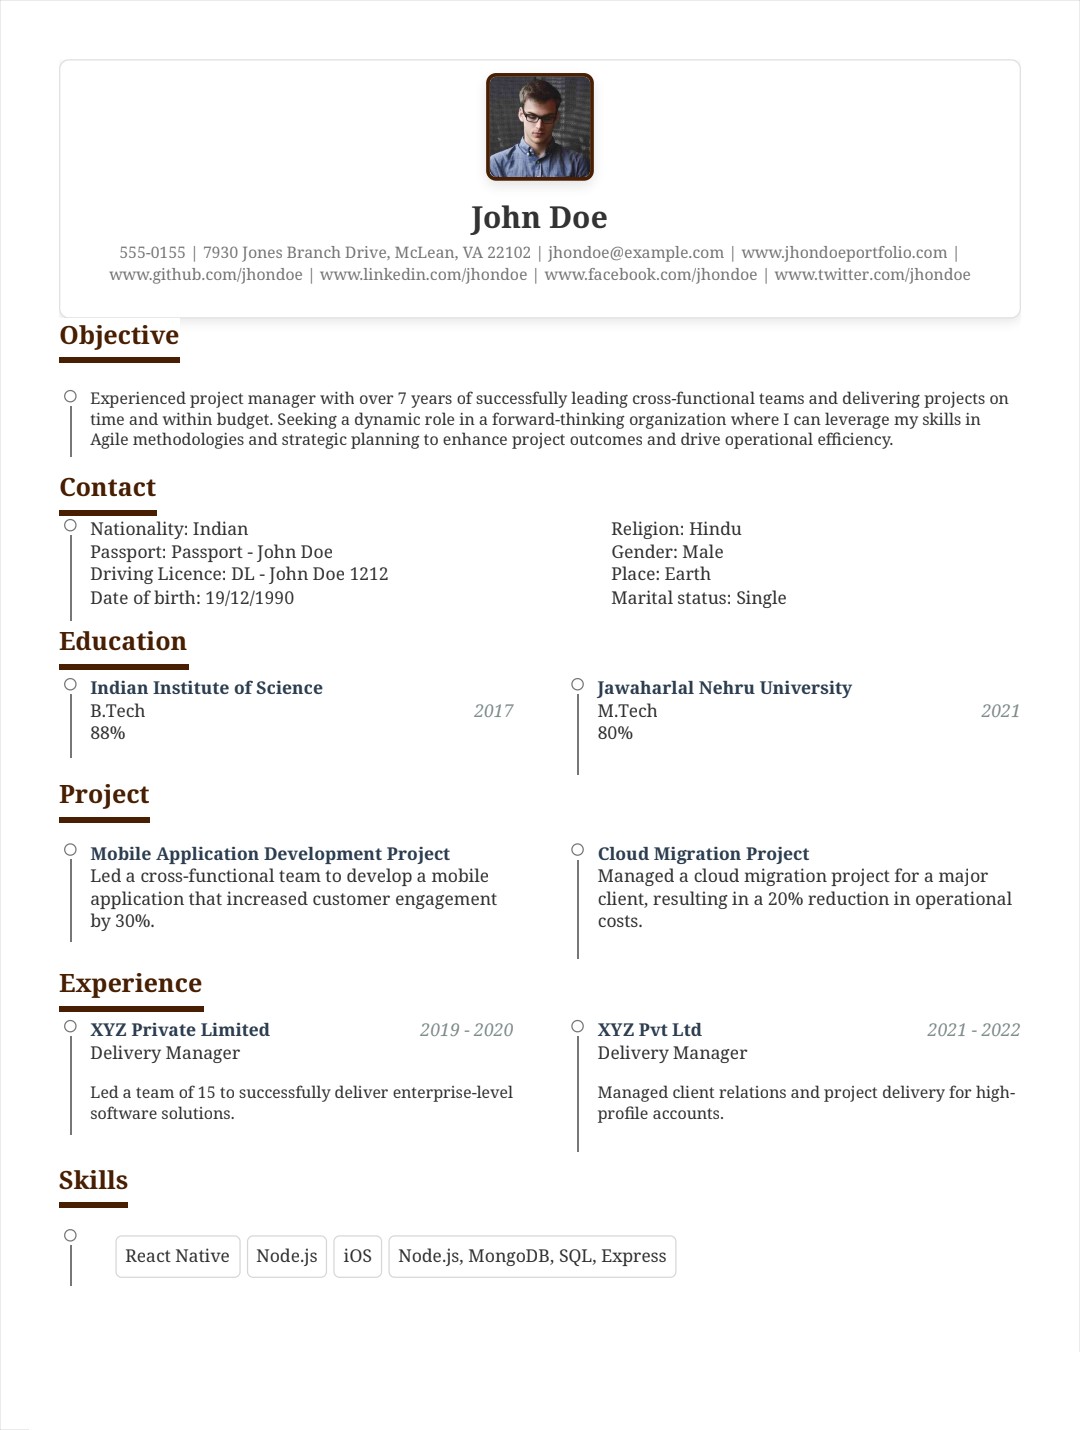 John Doe
555-0155 | 7930 Jones Branch Drive, McLean, VA 22102 | jhondoe@example.com | www.jhondoeportfolio.com |
www.github.com/jhondoe | www.linkedin.com/jhondoe | www.facebook.com/jhondoe | www.twitter.com/jhondoe
Objective
Experienced project manager with over 7 years of successfully leading cross-functional teams and delivering projects on
time and within budget. Seeking a dynamic role in a forward-thinking organization where I can leverage my skills in
Agile methodologies and strategic planning to enhance project outcomes and drive operational efficiency.
Contact
Nationality: Indian
Passport: Passport - John Doe
Driving Licence: DL - John Doe 1212
Date of birth: 19/12/1990
Religion: Hindu
Gender: Male
Place: Earth
Marital status: Single
Education
Indian Institute of Science
B.Tech 2017
88%
Jawaharlal Nehru University
M.Tech 2021
80%
Project
Mobile Application Development Project
Led a cross-functional team to develop a mobile
application that increased customer engagement
by 30%.
Cloud Migration Project
Managed a cloud migration project for a major
client, resulting in a 20% reduction in operational
costs.
Experience
XYZ Private Limited 2019 - 2020
Delivery Manager
Led a team of 15 to successfully deliver enterprise-level
software solutions.
XYZ Pvt Ltd 2021 - 2022
Delivery Manager
Managed client relations and project delivery for high-
profile accounts.
Skills
React Native Node.js iOS Node.js, MongoDB, SQL, Express